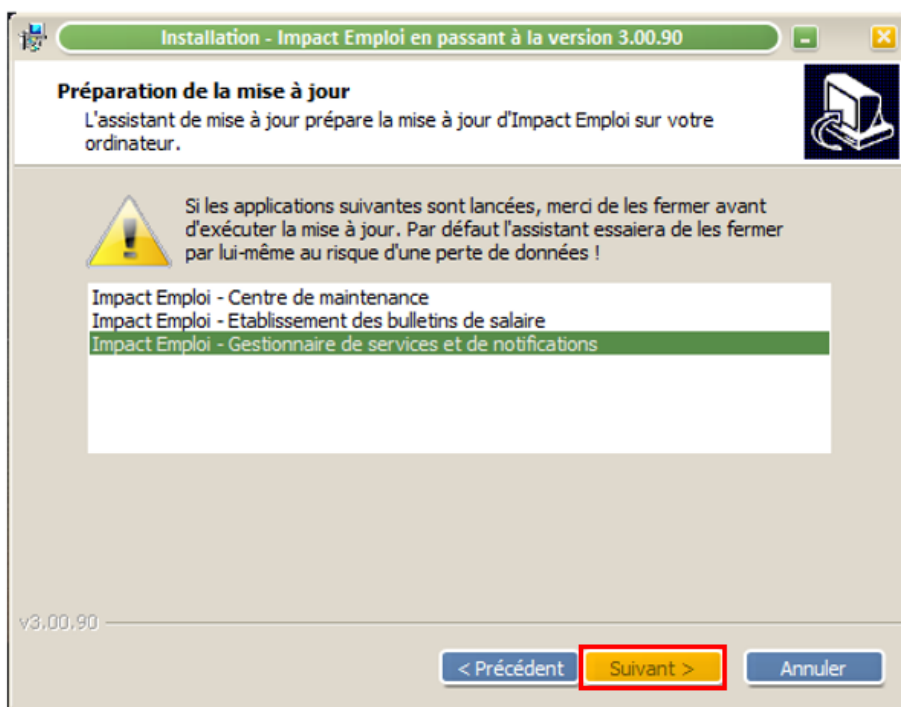 Installation - Impact Emploi en passant à la version 3.00.90
Préparation de la mise à jour
L'assistant de mise à jour prépare la mise à jour d'Impact Emploi sur votre
ordinateur.
Si les applications suivantes sont lancées, merci de les fermer avant
d'exécuter la mise à jour. Par défaut l'assistant essaiera de les fermer
par lui-même au risque d'une perte de données !
Impact Emploi - Centre de maintenance
Impact Emploi - Etablissement des bulletins de salaire
Impact Emploi - Gestionnaire de services et de notifications
v3.00.90
< Précédent
Suivant >
Annuler